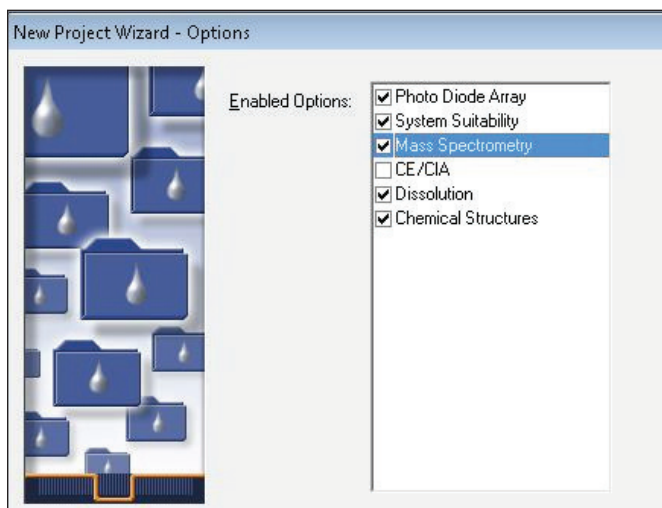 New Project Wizard - Options
Enabled Options:
Photo Diode Array
System Suitability
Mass Spectrometry
CE/CIA
Dissolution
Chemical Structures